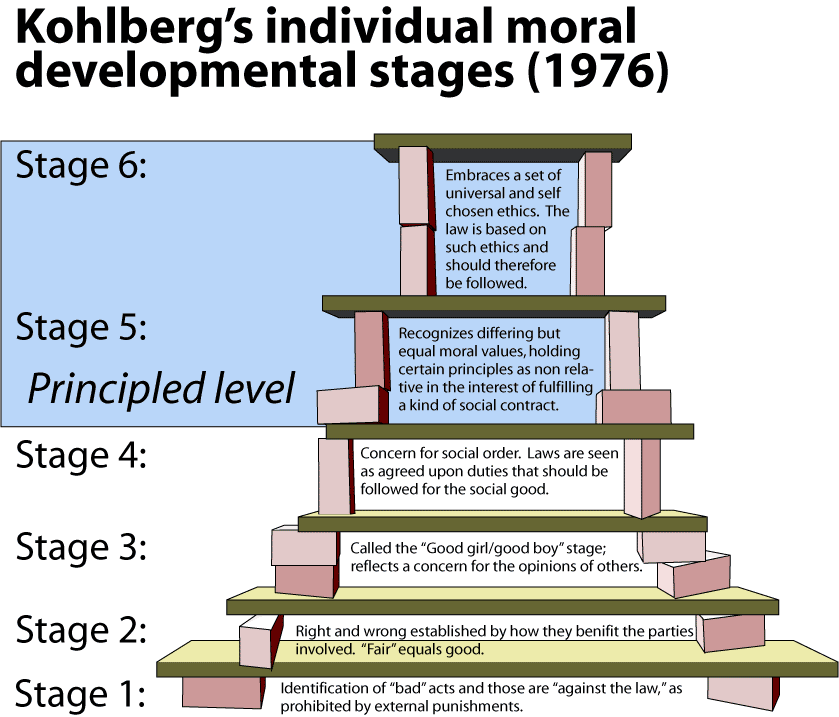 Kohlberg’s individual moral
developmental stages (1976)
Stage 6:
Embraces a set of
universal and self
chosen ethics.  The
law is based on
such ethics and
should therefore
be followed.
Stage 5:
Principled level
Recognizes differing but
equal moral values, holding
certain principles as non rela-
tive in the interest of fulfilling
a kind of social contract.
Stage 4:
Concern for social order.  Laws are seen
as agreed upon duties that should be
followed for the social good.
Stage 3:
Called the “Good girl/good boy” stage;
reflects a concern for the opinions of others.
Stage 2:
Right and wrong established by how they benifit the parties
involved.  “Fair” equals good.
Stage 1:
Identification of “bad” acts and those are “against the law,” as
prohibited by external punishments.